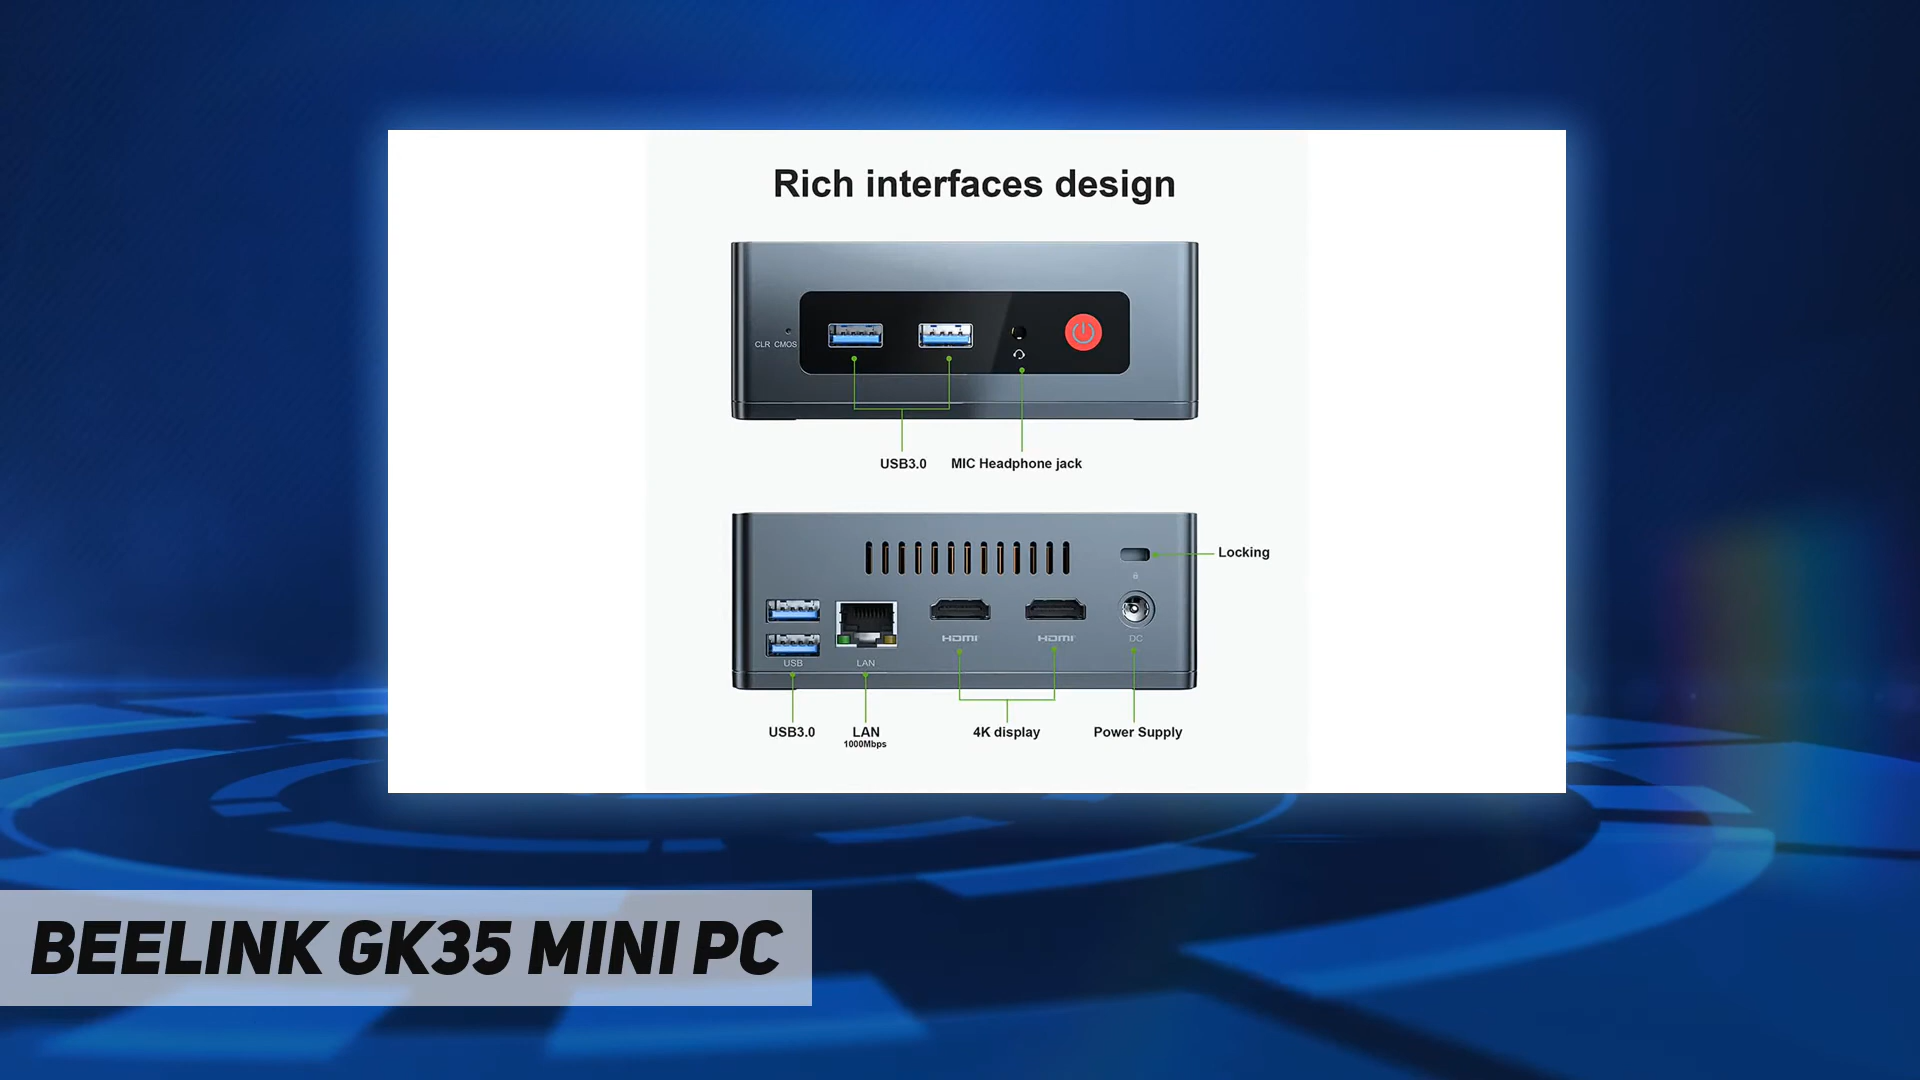 Rich interfaces design
CLR CMOS
USB3.0
MIC Headphone jack
Locking
HDMI
HDMI
DC
USB
LAN
USB3.0
LAN
1000Mbps
4K display
Power Supply
BEELINK GK35 MINI PC